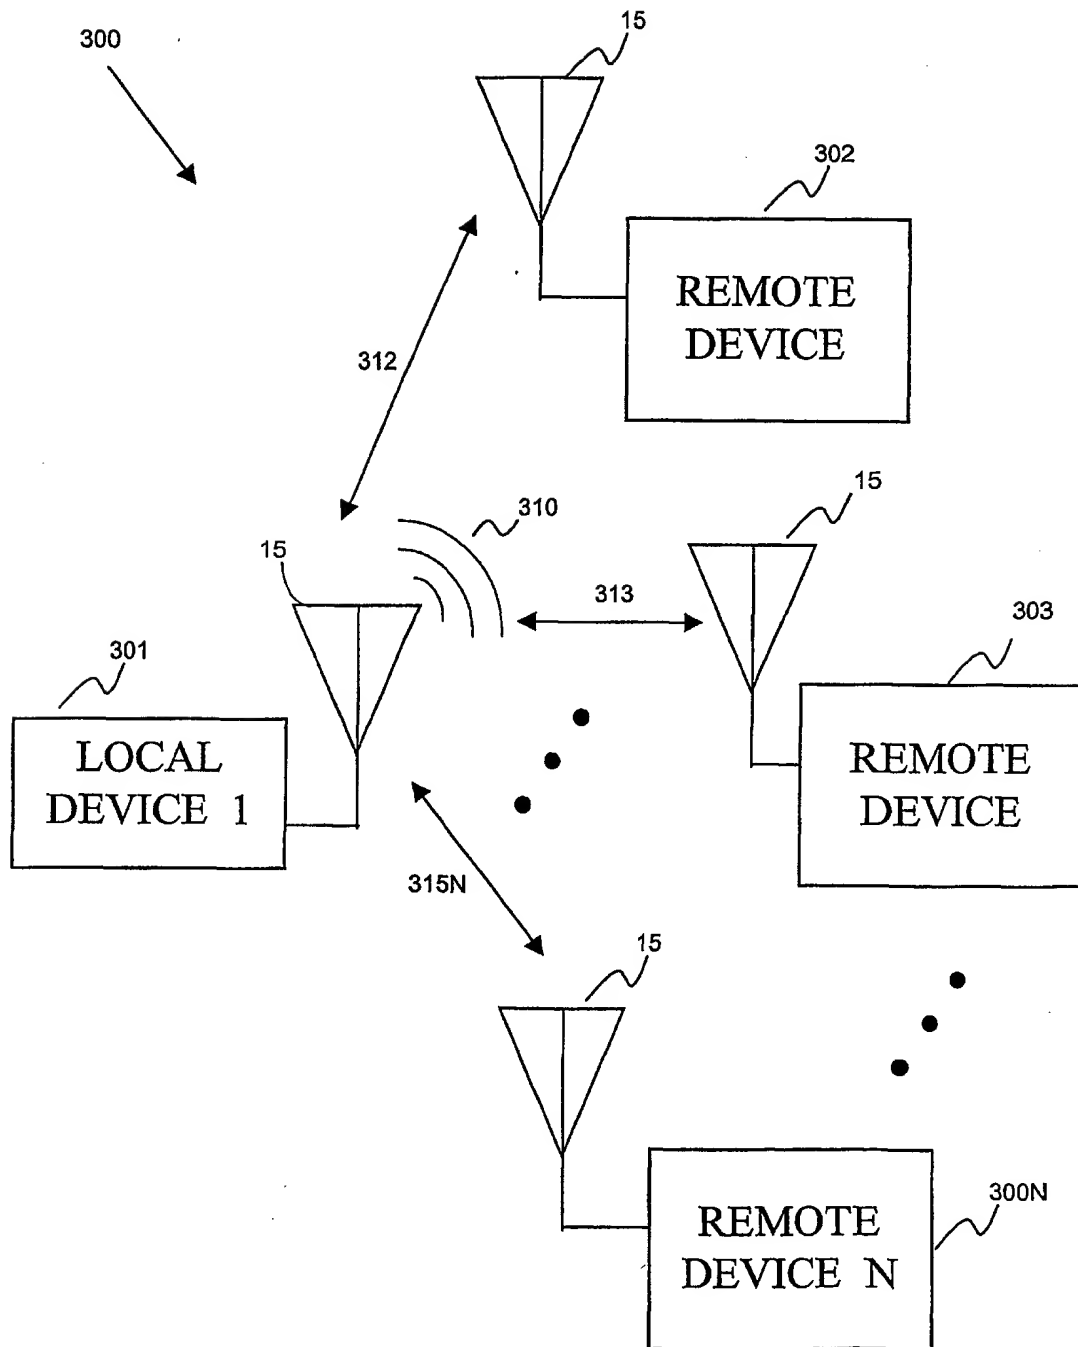 300
15
302
REMOTE
DEVICE
312
310
15
15
313
303
301
LOCAL
DEVICE 1
REMOTE
DEVICE
315N
15
300N
REMOTE
DEVICE N